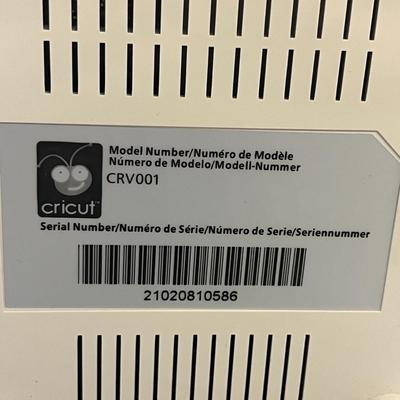 Model Number/Numéro de Modèle
Número de Modelo/Modell-Nummer
CRV001
cricut™
Serial Number/Numéro de Série/Número de Serie/Seriennummer
21020810586